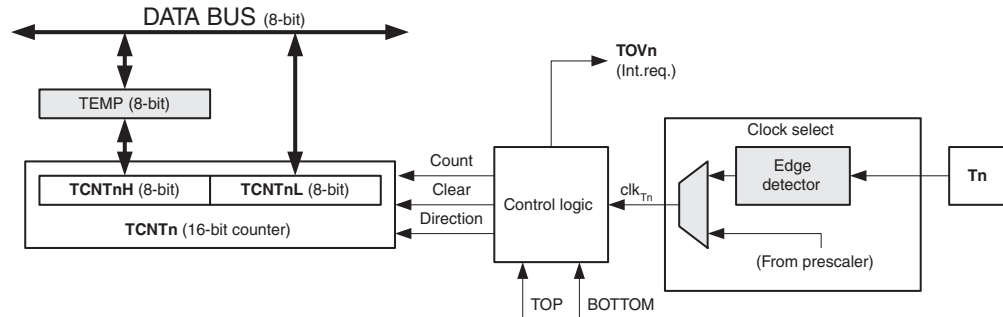 DATA BUS (8-bit)
TOVn
(Int.req.)
TEMP (8-bit)
Clock select
Count
TCNTnH (8-bit) TCNTnL (8-bit)
Clear
Control logic
clkTn
Edge
detector
Tn
TCNTn (16-bit counter)
Direction
(From prescaler)
TOP
BOTTOM